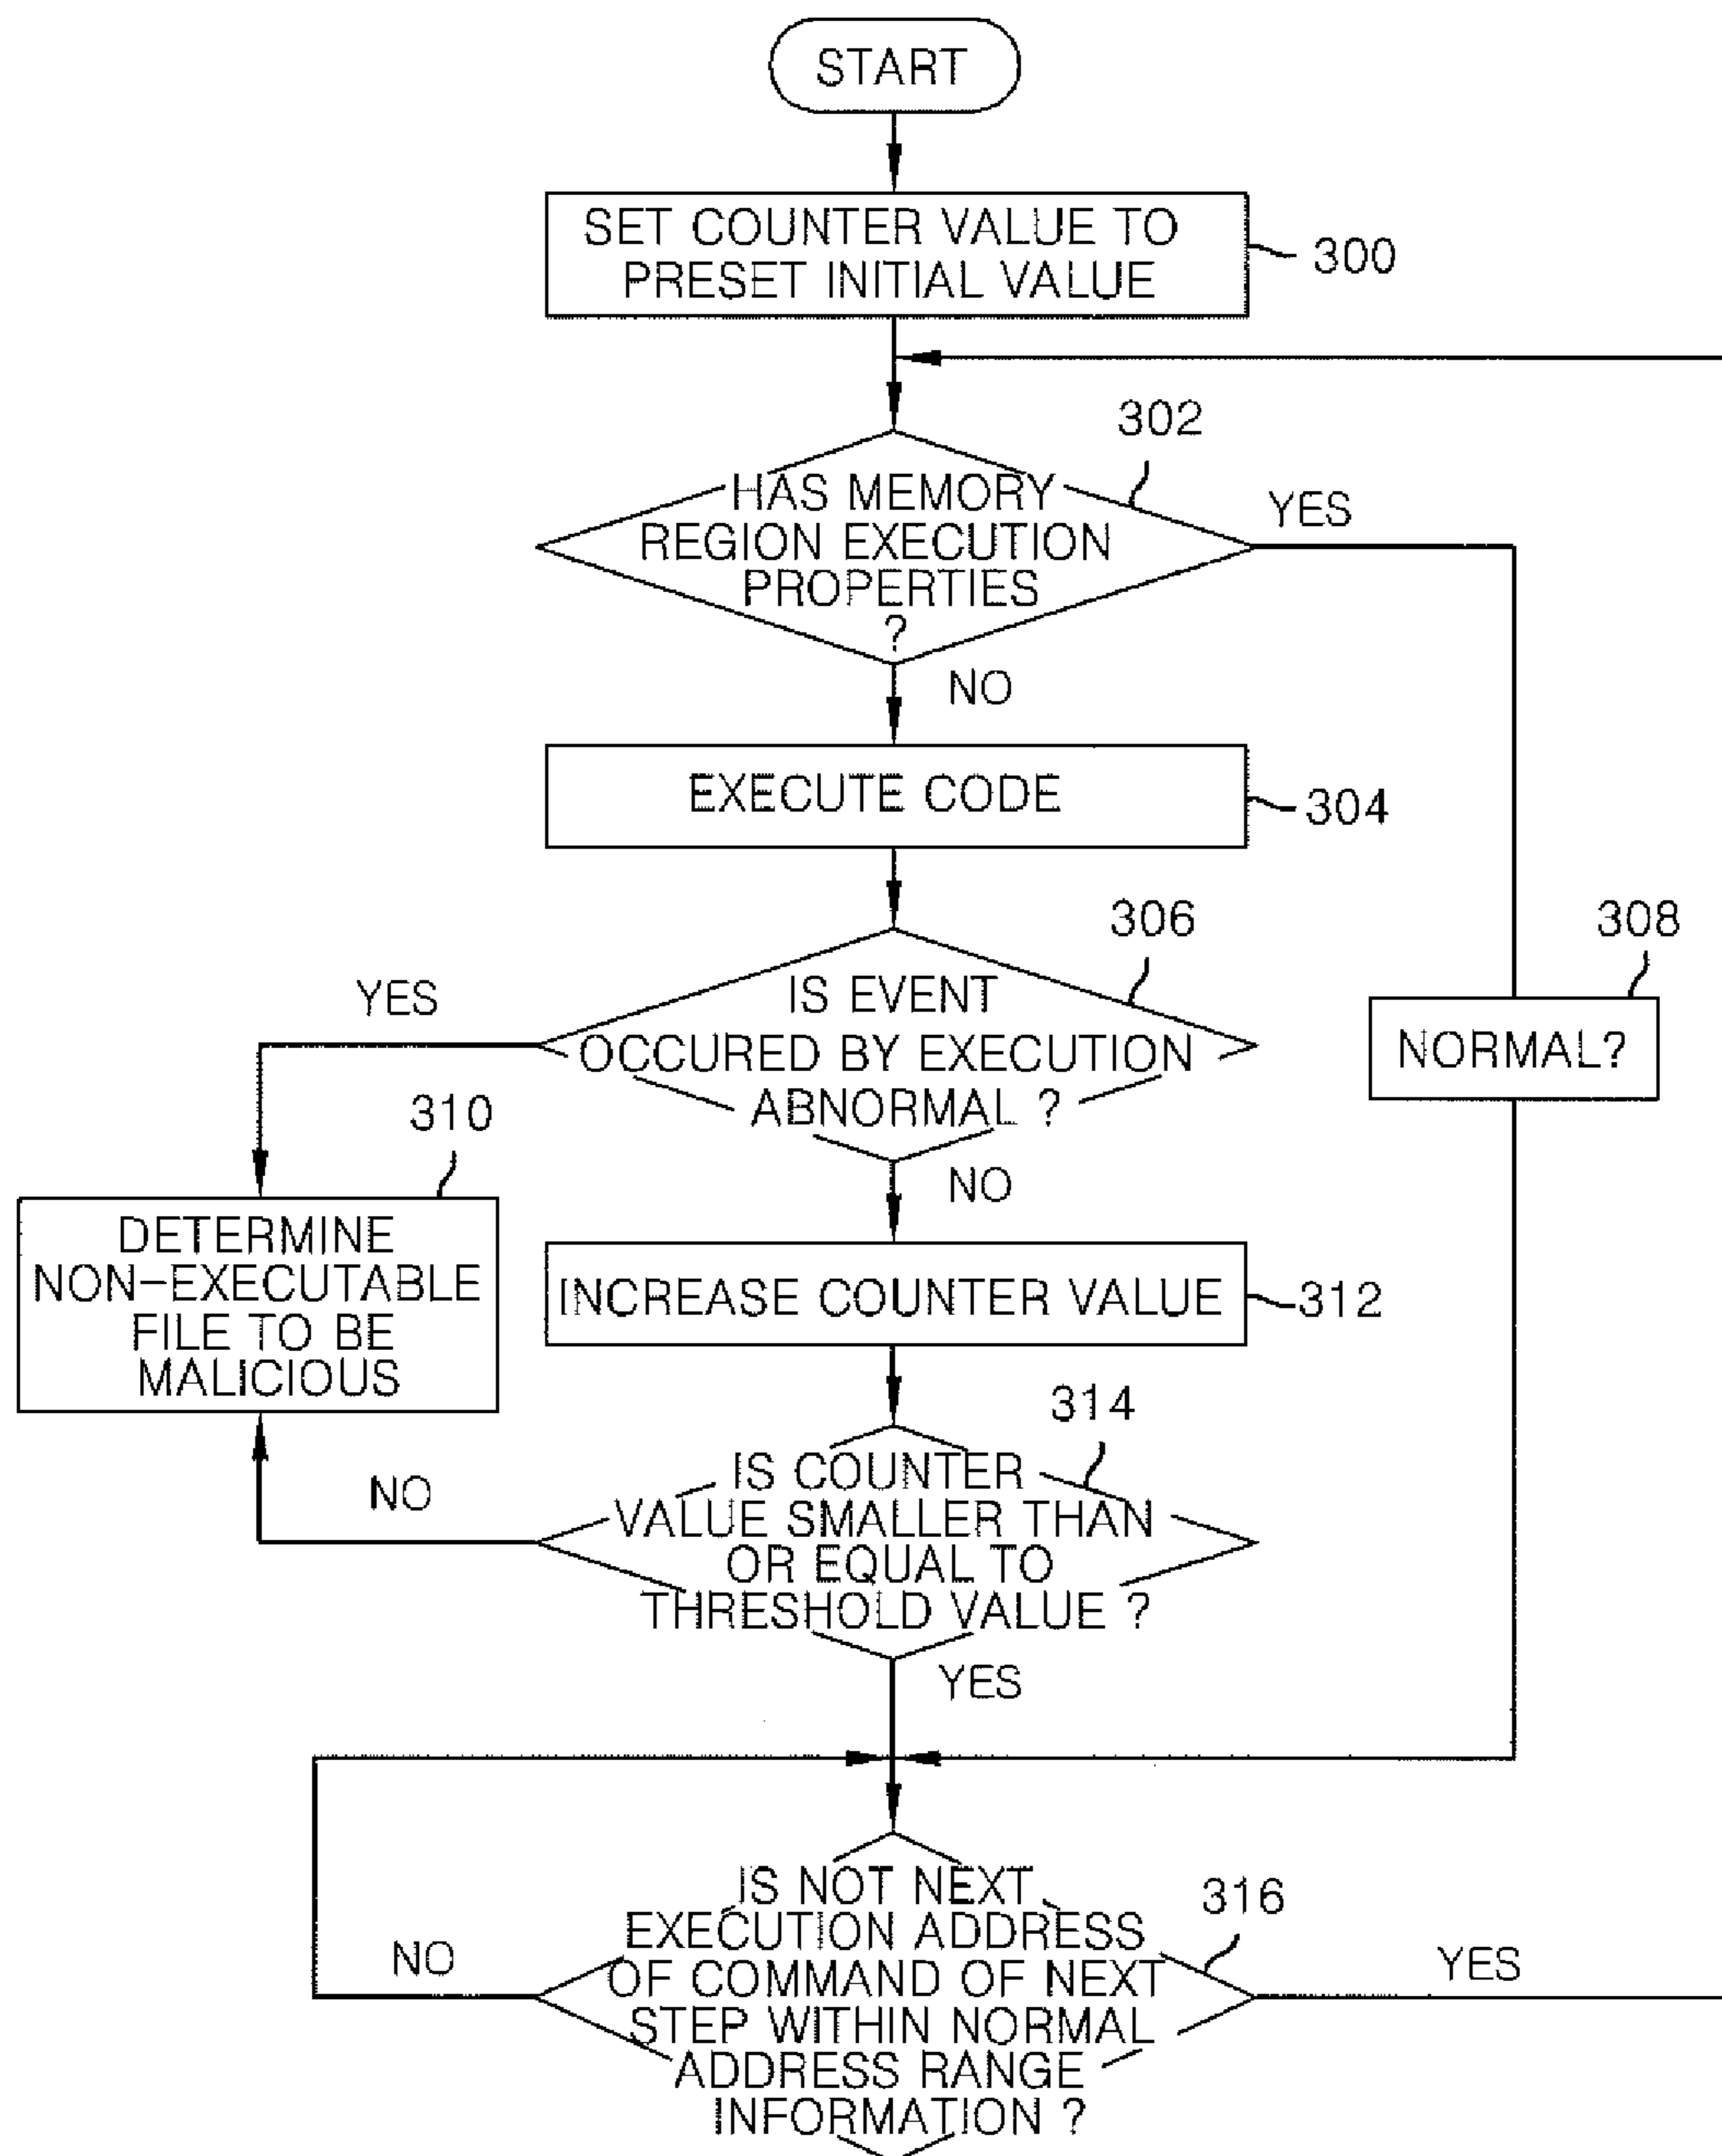 START
SET COUNTER VALUE TO
PRESET INITIAL VALUE
300
302
HAS MEMORY
REGION EXECUTION
PROPERTIES
?
YES
NO
EXECUTE CODE
304
306
308
IS EVENT
OCCURED BY EXECUTION
ABNORMAL ?
YES
NORMAL?
310
NO
DETERMINE
NON-EXECUTABLE
FILE TO BE
MALICIOUS
INCREASE COUNTER VALUE
312
314
IS COUNTER
VALUE SMALLER THAN
OR EQUAL TO
THRESHOLD VALUE ?
NO
YES
316
IS NOT NEXT
EXECUTION ADDRESS
OF COMMAND OF NEXT
STEP WITHIN NORMAL
ADDRESS RANGE
INFORMATION ?
NO
YES